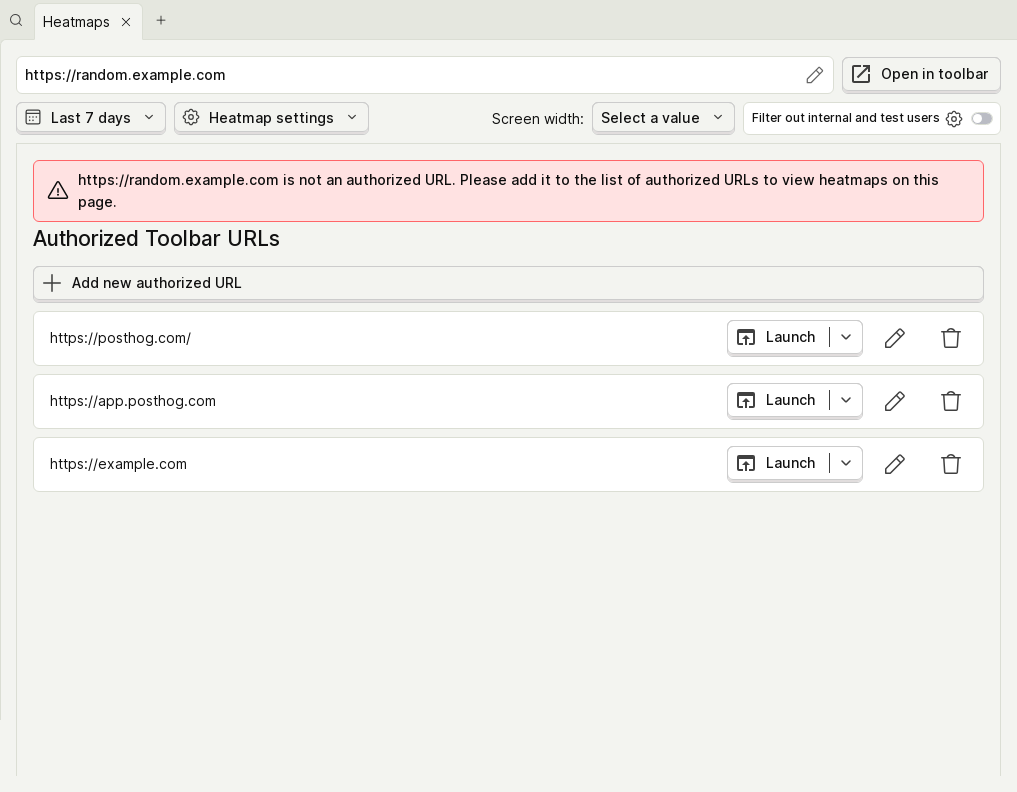 Heatmaps
https://random.example.com
Open in toolbar
Last 7 days
Heatmap settings
Screen width:
Select a value
Filter out internal and test users
https://random.example.com is not an authorized URL. Please add it to the list of authorized URLs to view heatmaps on this
page.
Authorized Toolbar URLs
Add new authorized URL
https://posthog.com/
Launch
https://app.posthog.com
Launch
https://example.com
Launch